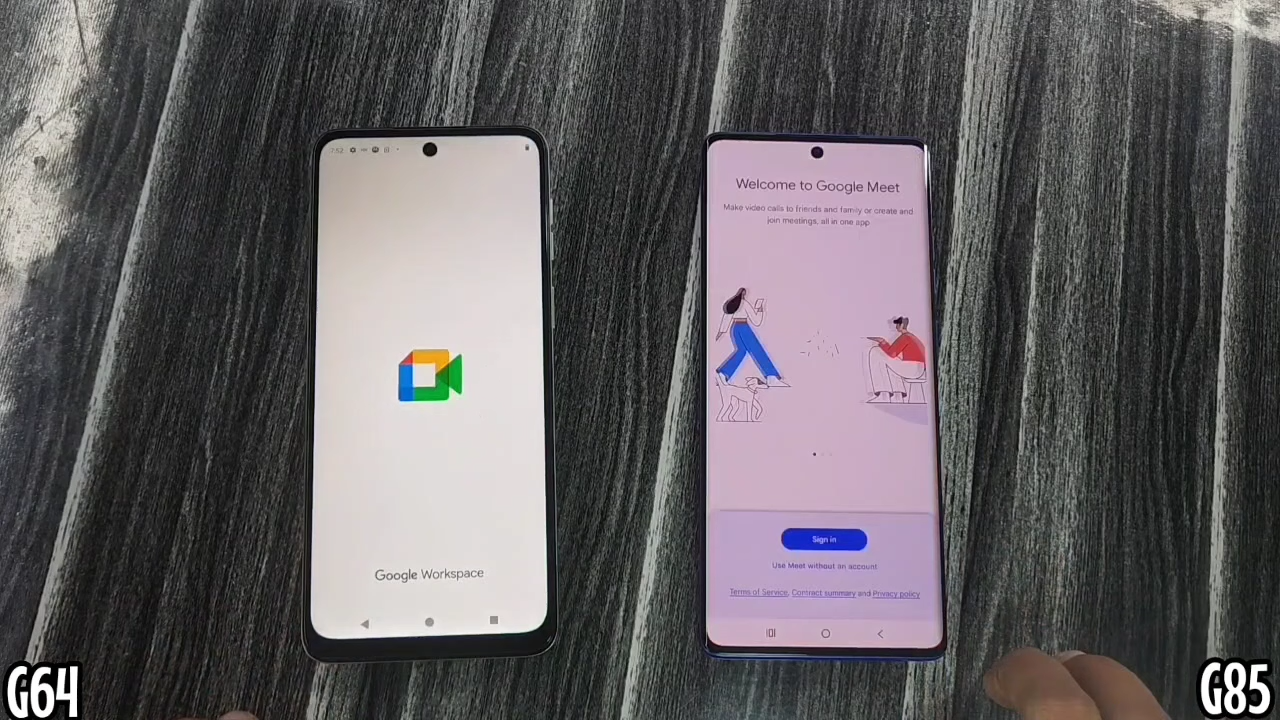 7:52
Google Workspace
Welcome to Google Meet
Make video calls to friends and family or create and
join meetings, all in one app
Sign in
Use Meet without an account
Terms of Service, Contract summary and Privacy policy
G64
G85